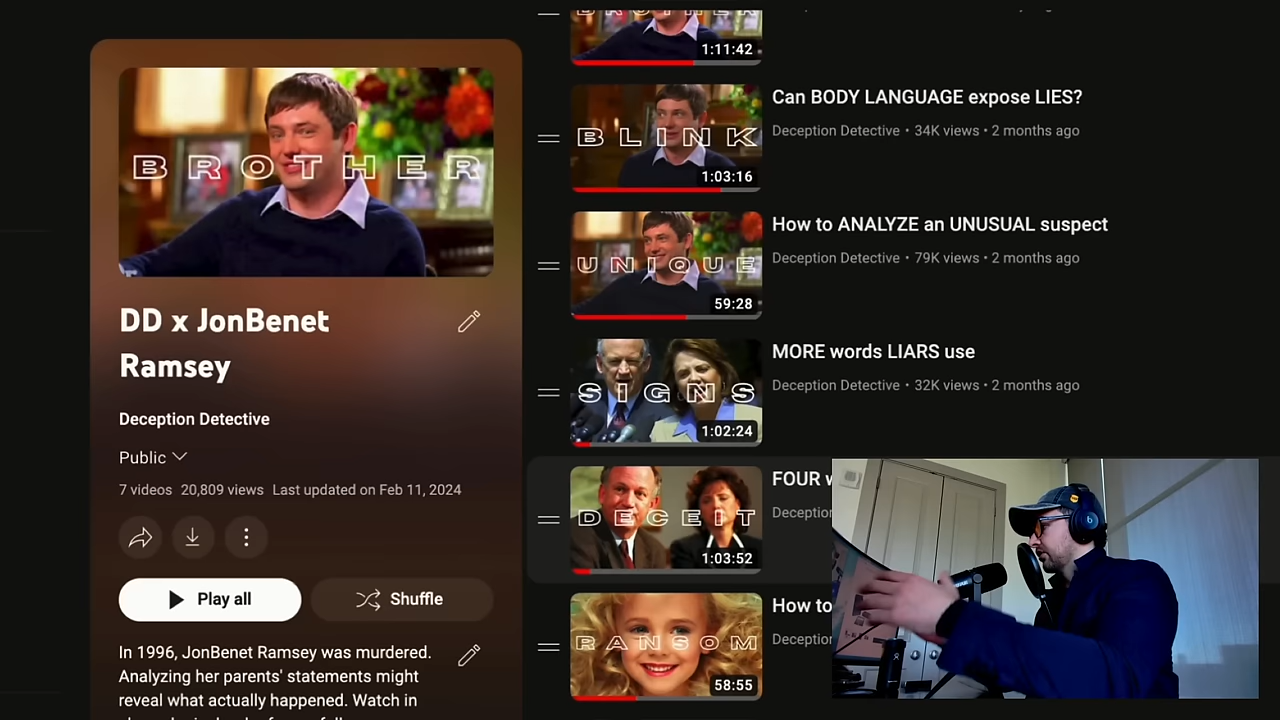 BROTHER
DD x JonBenet
Ramsey
Deception Detective
Public
7 videos 20,809 views Last updated on Feb 11, 2024
Play all
Shuffle
In 1996, JonBenet Ramsey was murdered.
Analyzing her parents' statements might
reveal what actually happened. Watch in
1:11:42
BLINK
1:03:16
Can BODY LANGUAGE expose LIES?
Deception Detective • 34K views • 2 months ago
UNIQUE
59:28
How to ANALYZE an UNUSUAL suspect
Deception Detective • 79K views • 2 months ago
SIGNS
1:02:24
MORE words LIARS use
Deception Detective • 32K views • 2 months ago
DECEIT
1:03:52
FOUR
RANSOM
58:55
How to